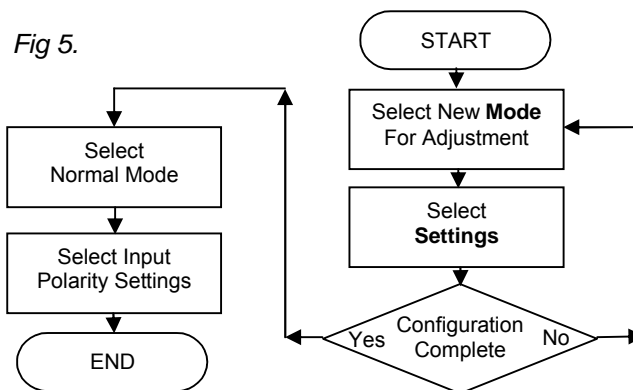 Fig 5.
START
Select New Mode
For Adjustment
Select
Settings
Configuration
Complete
Yes
No
Select
Normal Mode
Select Input
Polarity Settings
END